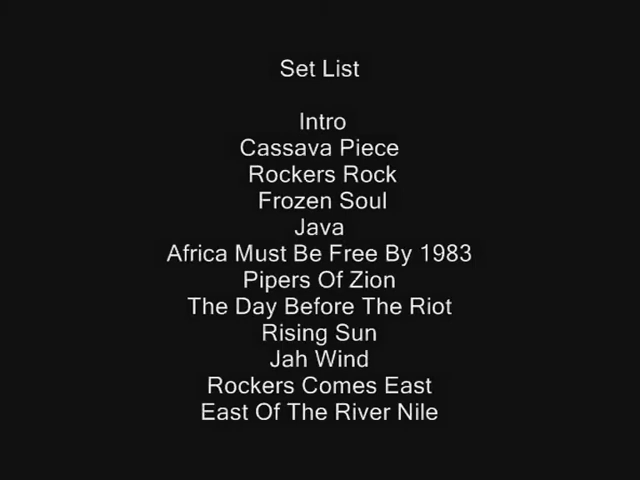 Set List
Intro
Cassava Piece
Rockers Rock
Frozen Soul
Java
Africa Must Be Free By 1983
Pipers Of Zion
The Day Before The Riot
Rising Sun
Jah Wind
Rockers Comes East
East Of The River Nile